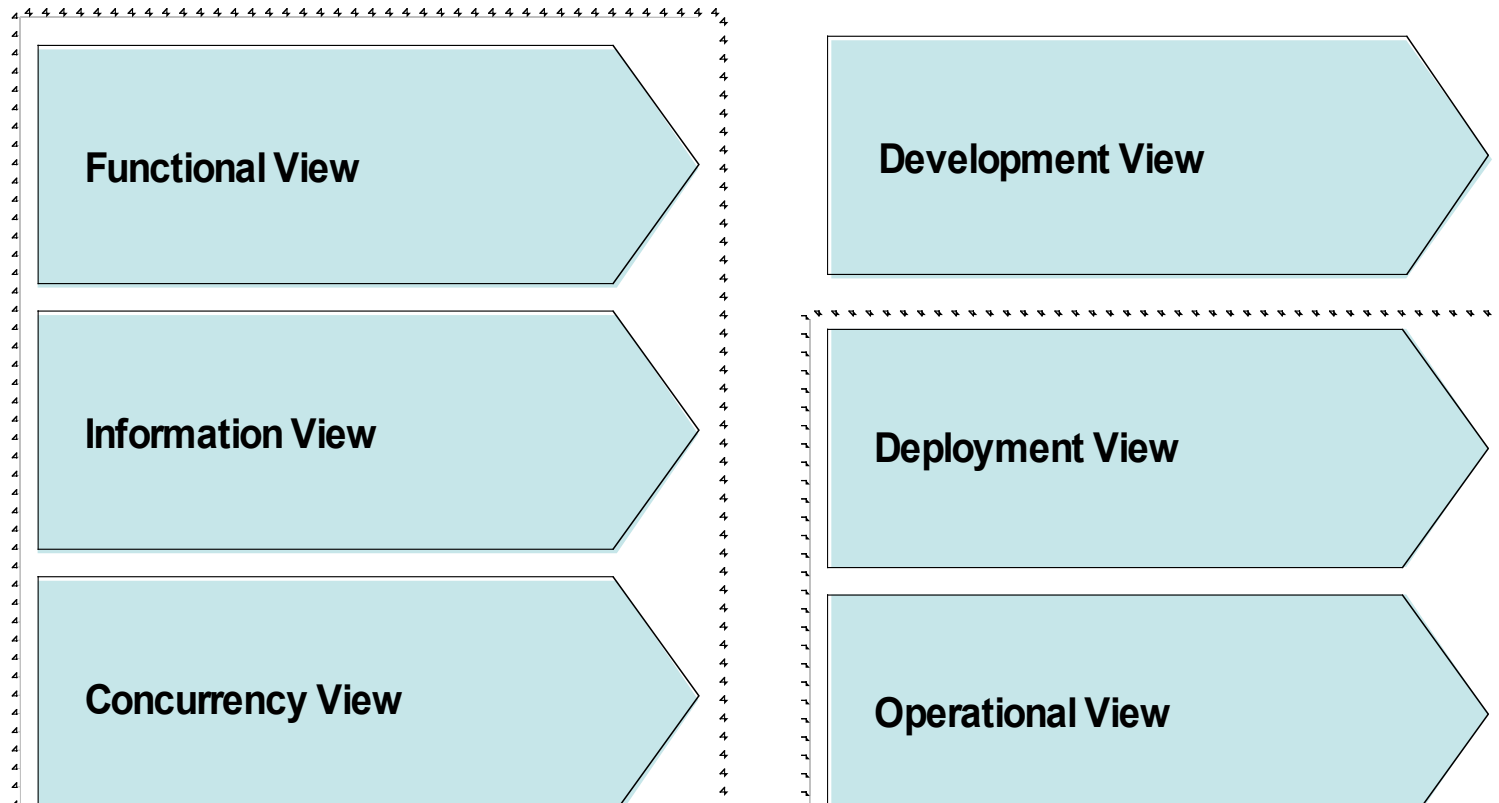 Functional View
Information View
Concurrency View
Development View
Deployment View
Operational View